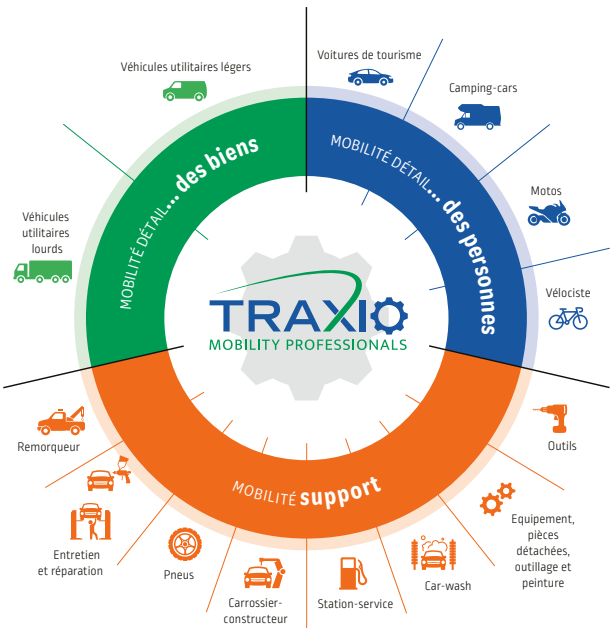 Véhicules utilitaires légers
Voitures de tourisme
Camping-cars
MOBILITÉ DÉTAIL... des biens
MOBILITÉ DÉTAIL... des personnes
Véhicules
utilitaires
lourds
Motos
Vélociste
TRAXIO
MOBILITY PROFESSIONALS
Remorqueur
Outils
MOBILITÉ support
Entretien
et réparation
Pneus
Carrossier-
constructeur
Station-service
Car-wash
Equipement,
pièces
détachées,
outillage et
peinture